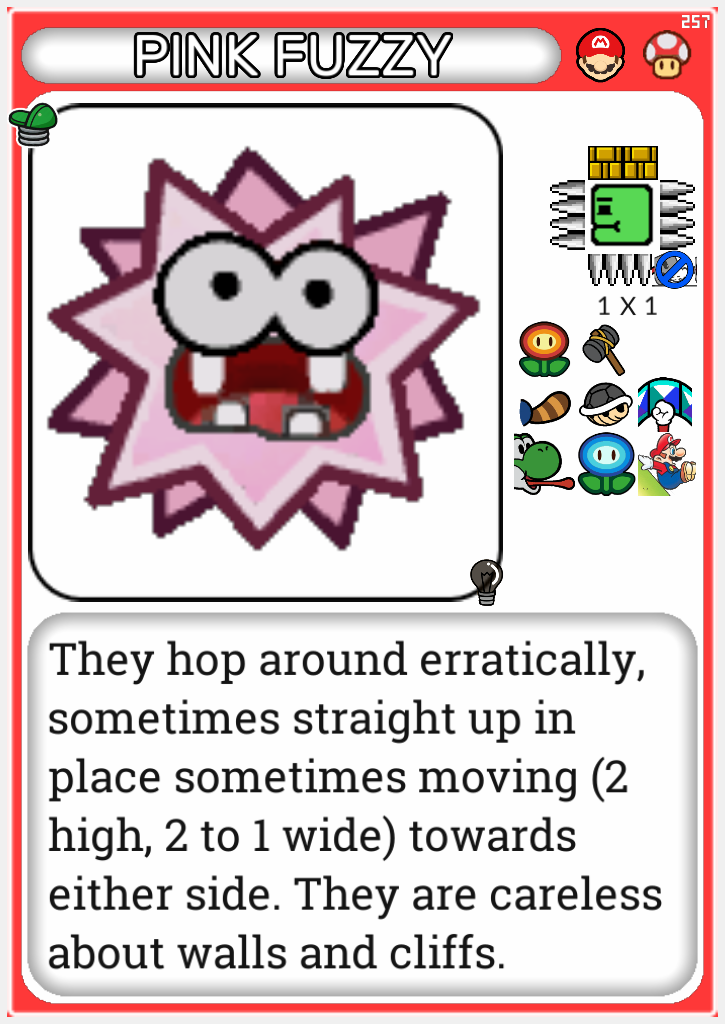 257
PINK FUZZY
M
1 X 1
They hop around erratically,
sometimes straight up in
place sometimes moving (2
high, 2 to 1 wide) towards
either side. They are careless
about walls and cliffs.